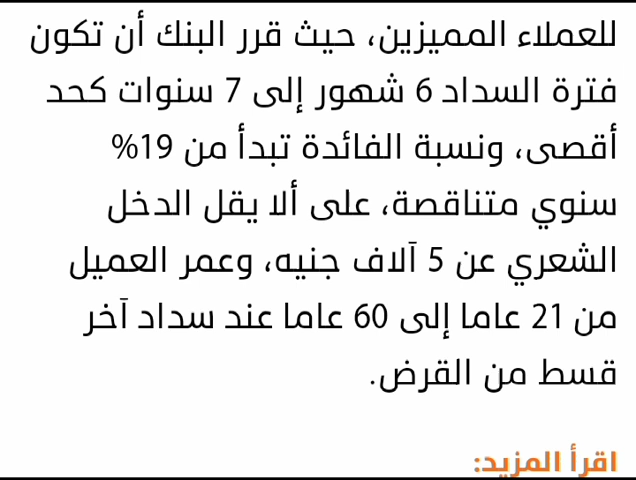 للعملاء المميزين، حيث قرر البنك أن تكون
فترة السداد 6 شهور إلى 7 سنوات كحد
أقصى، ونسبة الفائدة تبدأ من 19%
سنوي متناقصة، على ألا يقل الدخل
الشعري عن 5 آلاف جنيه، وعمر العميل
من 21 عاما إلى 60 عاما عند سداد آخر
قسط من القرض.
اقرأ المزيد: